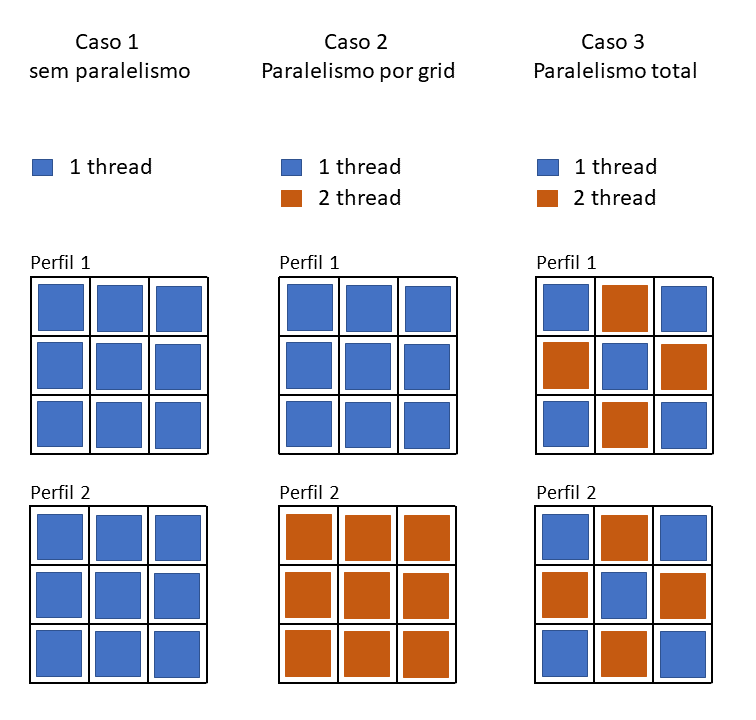 Caso 1
sem paralelismo
Caso 2
Paralelismo por grid
Caso 3
Paralelismo total
1 thread
1 thread
2 thread
1 thread
2 thread
Perfil 1
Perfil 1
Perfil 1
Perfil 2
Perfil 2
Perfil 2